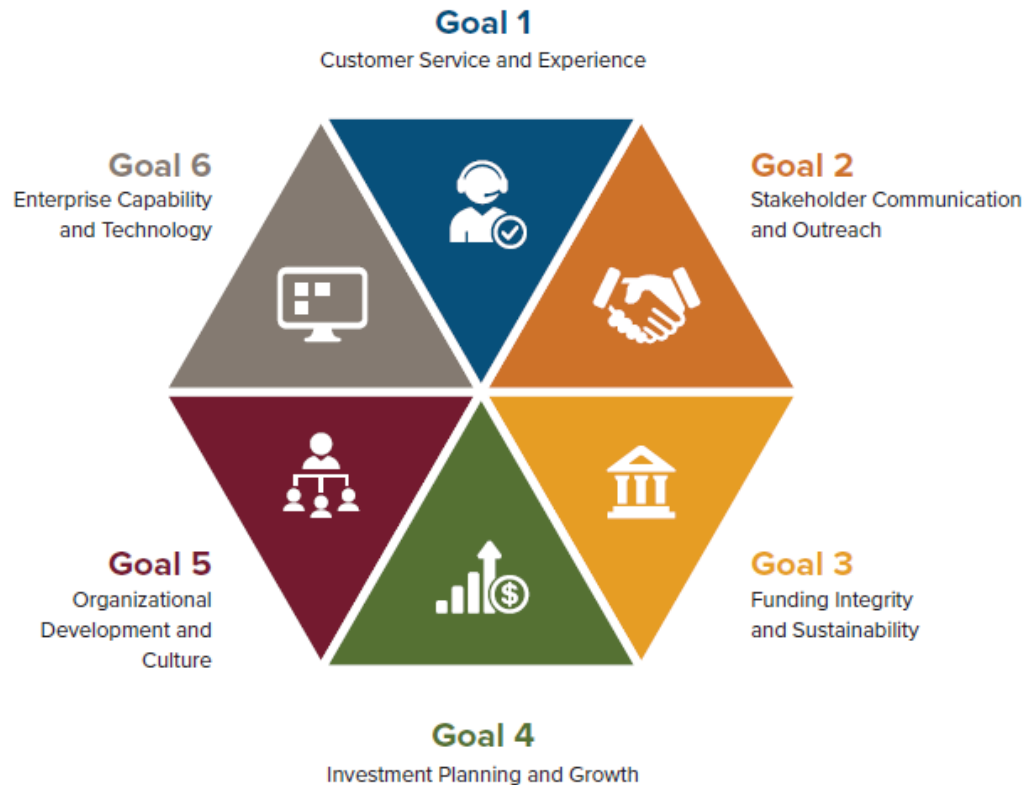 Goal 1
Customer Service and Experience
Goal 2
Stakeholder Communication
and Outreach
Goal 3
Funding Integrity
and Sustainability
Goal 4
Investment Planning and Growth
Goal 5
Organizational
Development and
Culture
Goal 6
Enterprise Capability
and Technology
$